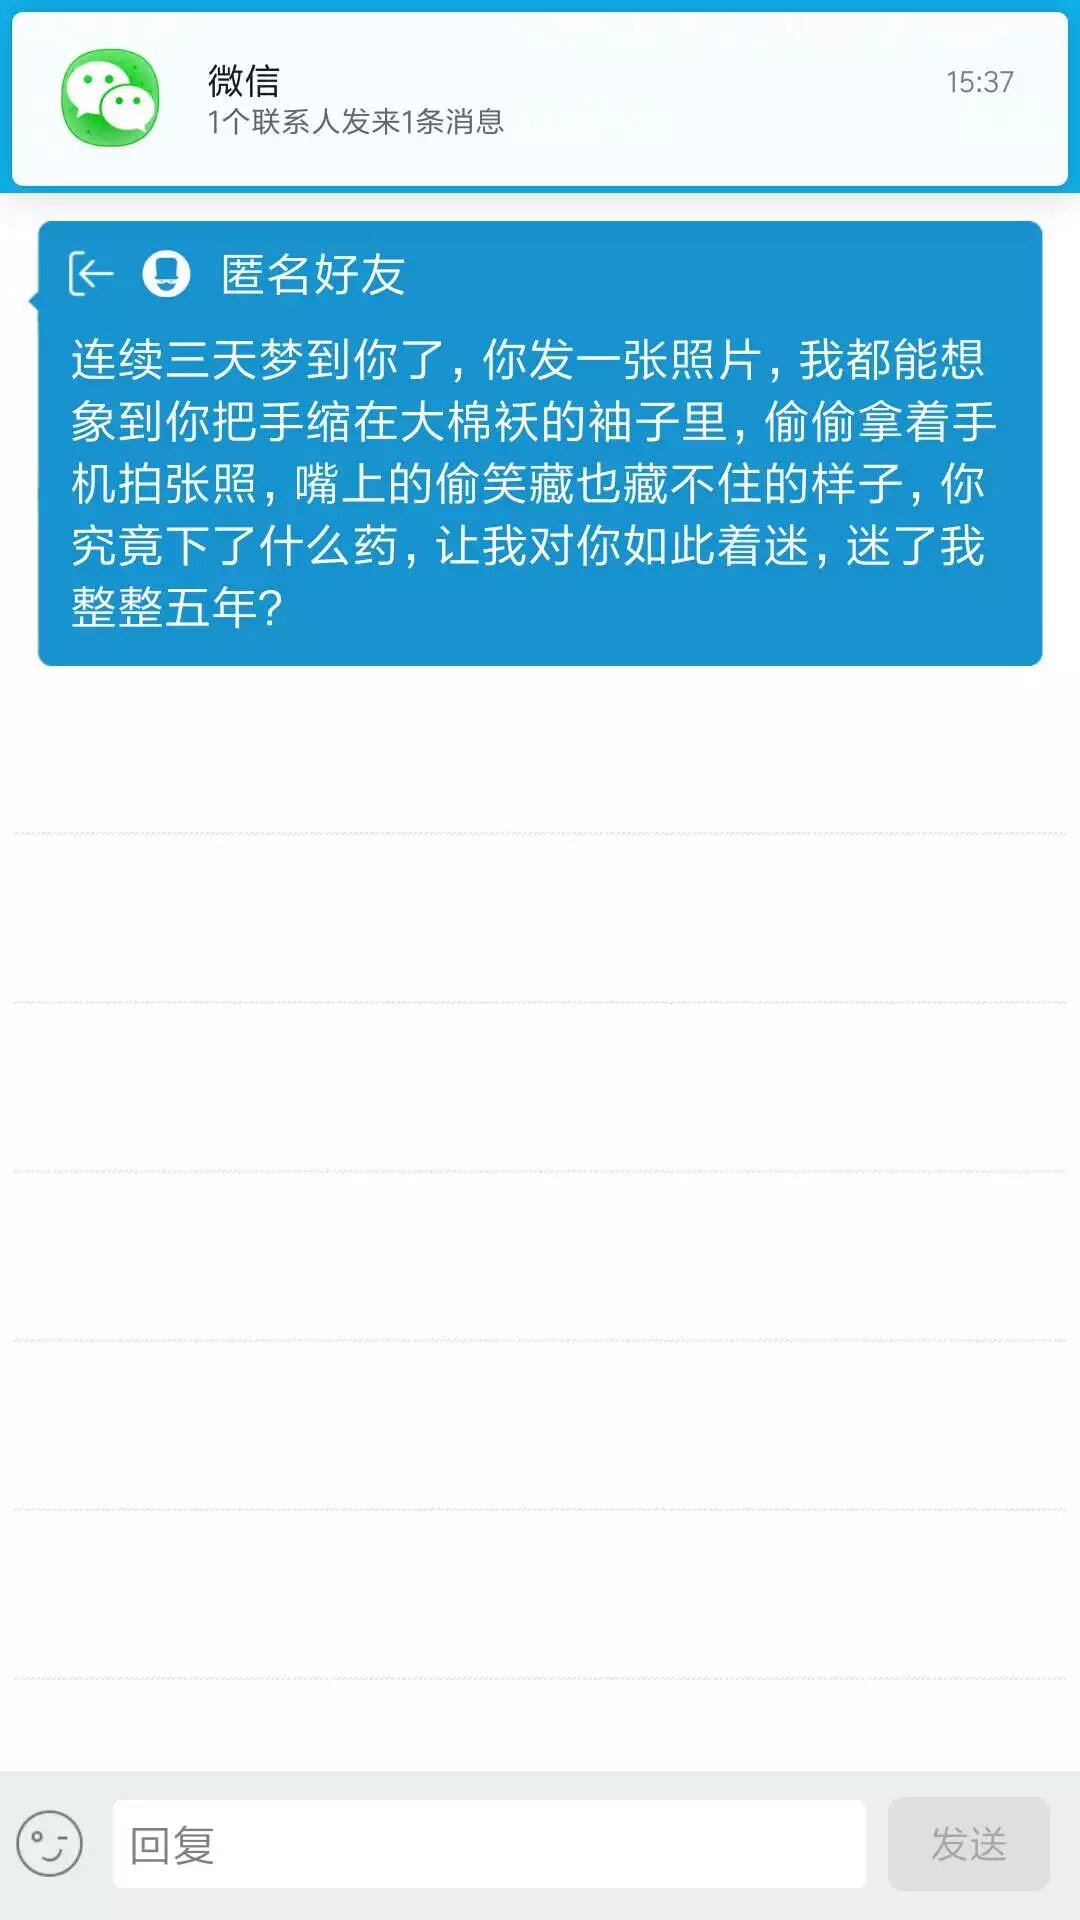 微信
15:37
1个联系人发来1条消息
匿名好友
连续三天梦到你了，你发一张照片，我都能想
象到你把手缩在大棉袄的袖子里，偷偷拿着手
机拍张照，嘴上的偷笑藏也藏不住的样子，你
究竟下了什么药，让我对你如此着迷，迷了我
整整五年？
回复
发送